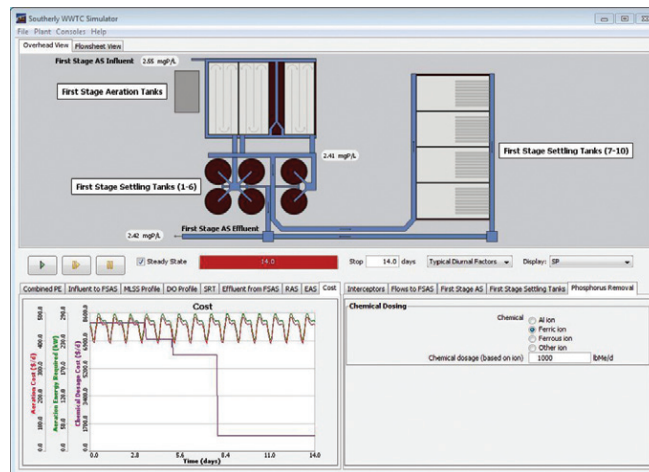 Southerly WWTC Simulator
File Plant Consoles Help
Overhead View Flowsheet View
First Stage AS Influent 2.55 mgP/L
First Stage Aeration Tanks
2.41 mgP/L
First Stage Settling Tanks (7-10)
First Stage Settling Tanks (1-6)
First Stage AS Effluent
2.42 mgP/L
Steady State 14.0 Stop 14.0 days Typical Diurnal Factors Display: SP
Combined PE Influent to FSAS MLSS Profile DO Profile SRT Effluent from FSAS RAS EAS Cost
Interceptors Flows to FSAS First Stage AS First Stage Settling Tanks Phosphorus Removal
Cost
Aeration Cost ($/d)
Aeration Energy Required (kW)
Chemical Dosage Cost ($/d)
0.0 2.8 5.6 8.4 11.2 14.0
Time (days)
Chemical Dosing
Chemical Al ion
Ferric ion
Ferrous ion
Other ion
Chemical dosage (based on ion) 1000 lbMe/d